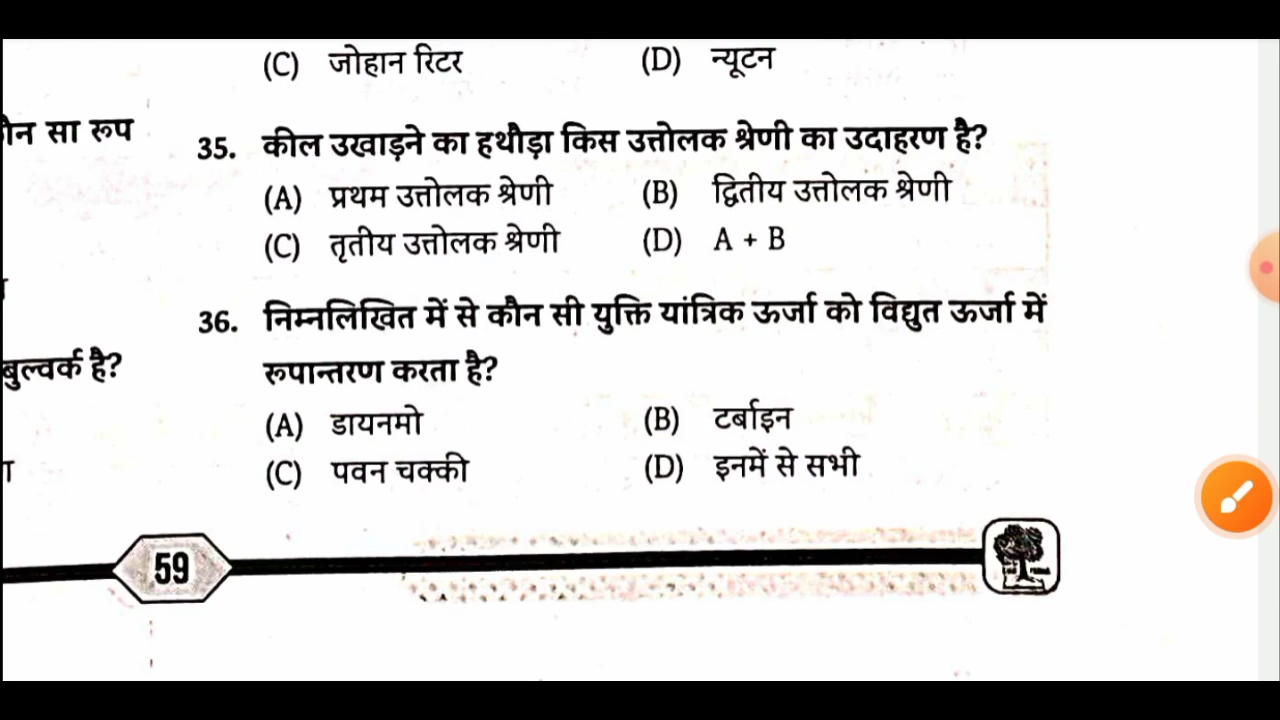 (C) जोहान रिटर (D) न्यूटन
सा रूप
35. कील उखाड़ने का हथौड़ा किस उत्तोलक श्रेणी का उदाहरण है?
(A) प्रथम उत्तोलक श्रेणी (B) द्वितीय उत्तोलक श्रेणी
(C) तृतीय उत्तोलक श्रेणी (D) A + B
36. निम्नलिखित में से कौन सी युक्ति यांत्रिक ऊर्जा को विद्युत ऊर्जा में
बुल्वर्क है?
रूपान्तरण करता है?
(A) डायनमो (B) टर्बाइन
(C) पवन चक्की (D) इनमें से सभी
59